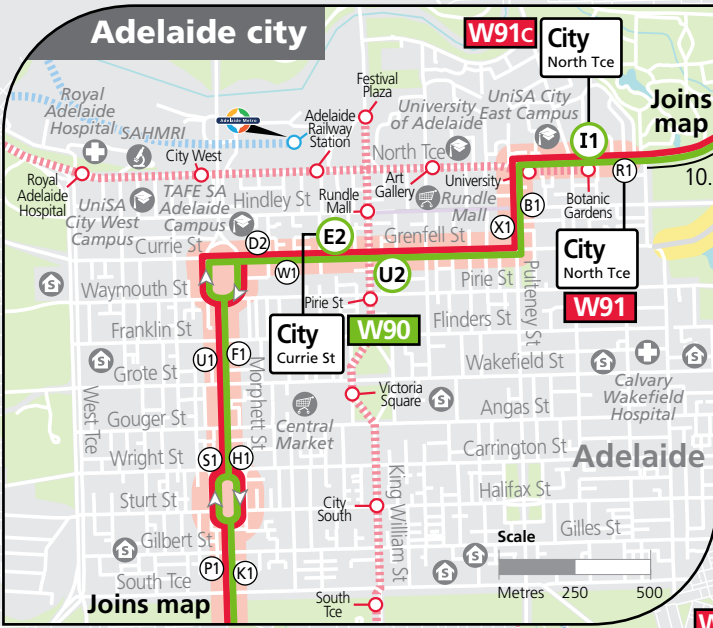 Adelaide city
W91C
City
North Tce
Joins
map
Royal
Adelaide
Hospital
SAHMRI
Adelaide Metro
Festival
Plaza
Adelaide
Railway
Station
University
of Adelaide
UniSA City
East Campus
I1
City West
North Tce
R1
10.
Royal
Adelaide
Hospital
UniSA
City West
Campus
TAFE SA
Adelaide
Campus
Hindley St
Rundle
Mall
Art
Gallery
Rundle
Mall
University
B1
Botanic
Gardens
Currie St
D2
E2
Grenfell St
X1
City
North Tce
W91
W1
U2
Waymouth St
Pirie St
Pirie St
Pulteney St
Franklin St
City
Currie St
W90
Flinders St
U1
F1
Grote St
Morphett St
Wakefield St
West Tce
Victoria
Square
Calvary
Wakefield
Hospital
Gouger St
Central
Market
Angas St
Wright St
S1
H1
Carrington St
Adelaide
Sturt St
City
South
King William St
Halifax St
Gilbert St
Gilles St
Scale
P1
K1
South Tce
Metres 250 500
Joins map
South
Tce
W